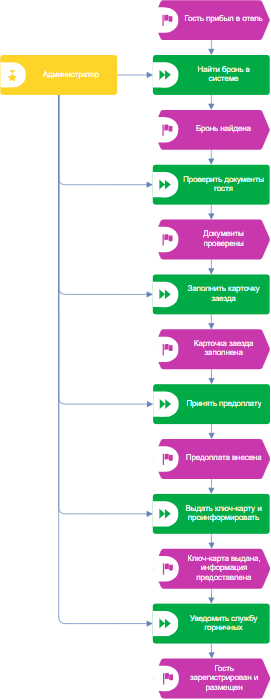 Гость прибыл в отель
Администратор
Найти бронь в
системе
Бронь найдена
Проверить документы
гостя
Документы
проверены
Заполнить карточку
заезда
Карточка заезда
заполнена
Принять предоплату
Предоплата внесена
Выдать ключ-карту и
проинформировать
Ключ-карта выдана,
информация
предоставлена
Уведомить службу
горничных
Гость
зарегистрирован и
размещен